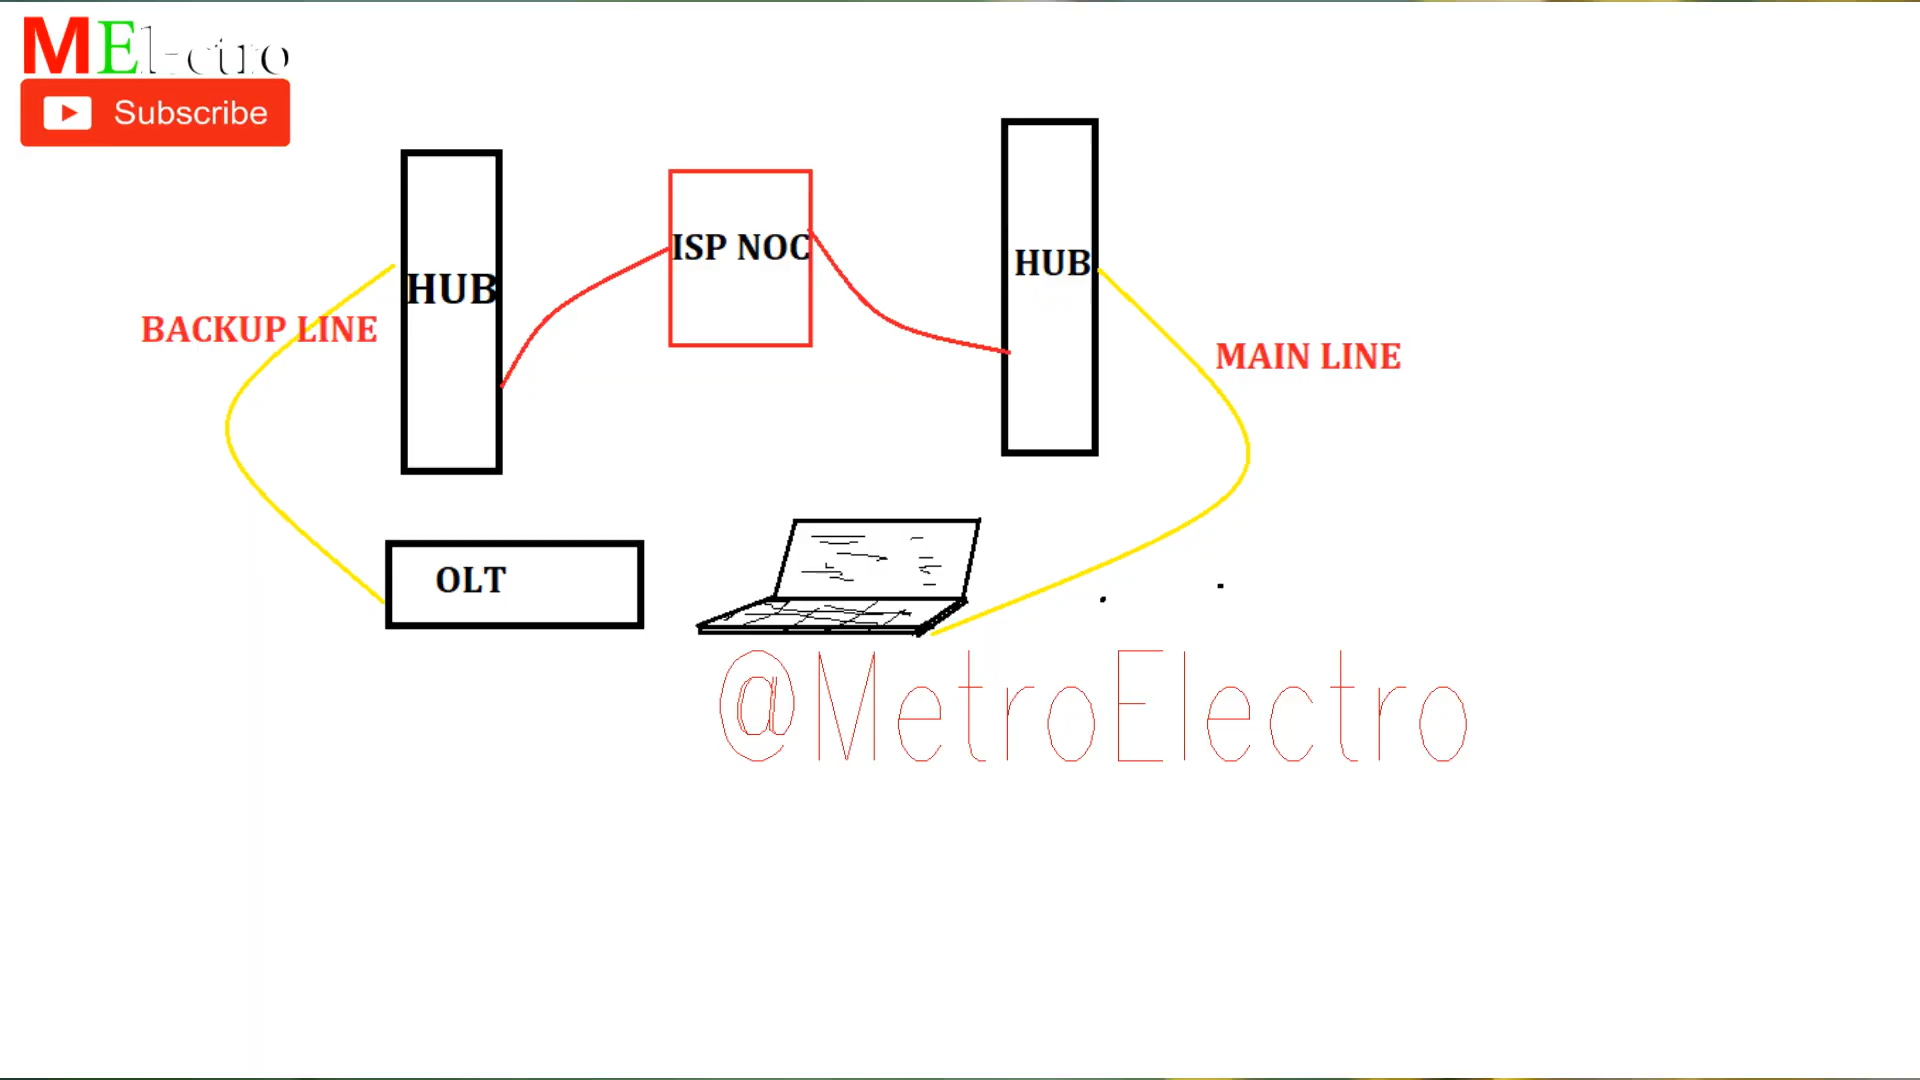 MElectro
Subscribe
HUB
ISP NOC
HUB
BACKUP LINE
MAIN LINE
OLT
@MetroElectro